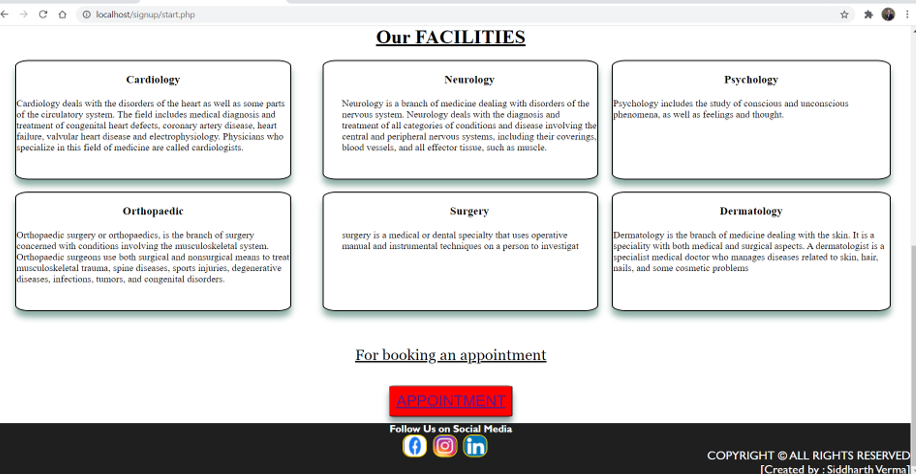 localhost/signup/start.php
Our FACILITIES
Cardiology
Cardiology deals with the disorders of the heart as well as some parts
of the circulatory system. The field includes medical diagnosis and
treatment of congenital heart defects, coronary artery disease, heart
failure, valvular heart disease and electrophysiology. Physicians who
specialize in this field of medicine are called cardiologists.
Neurology
Neurology is a branch of medicine dealing with disorders of the
nervous system. Neurology deals with the diagnosis and
treatment of all categories of conditions and disease involving the
central and peripheral nervous systems, including their coverings,
blood vessels, and all effector tissue, such as muscle.
Psychology
Psychology includes the study of conscious and unconscious
phenomena, as well as feelings and thought.
Orthopaedic
Orthopaedic surgery or orthopaedics, is the branch of surgery
concerned with conditions involving the musculoskeletal system.
Orthopaedic surgeons use both surgical and nonsurgical means to treat
musculoskeletal trauma, spine diseases, sports injuries, degenerative
diseases, infections, tumors, and congenital disorders.
Surgery
surgery is a medical or dental specialty that uses operative
manual and instrumental techniques on a person to investigat
Dermatology
Dermatology is the branch of medicine dealing with the skin. It is a
speciality with both medical and surgical aspects. A dermatologist is a
specialist medical doctor who manages diseases related to skin, hair,
nails, and some cosmetic problems
For booking an appointment
APPOINTMENT
Follow Us on Social Media
COPYRIGHT © ALL RIGHTS RESERVED
[Created by : Siddharth Verma]